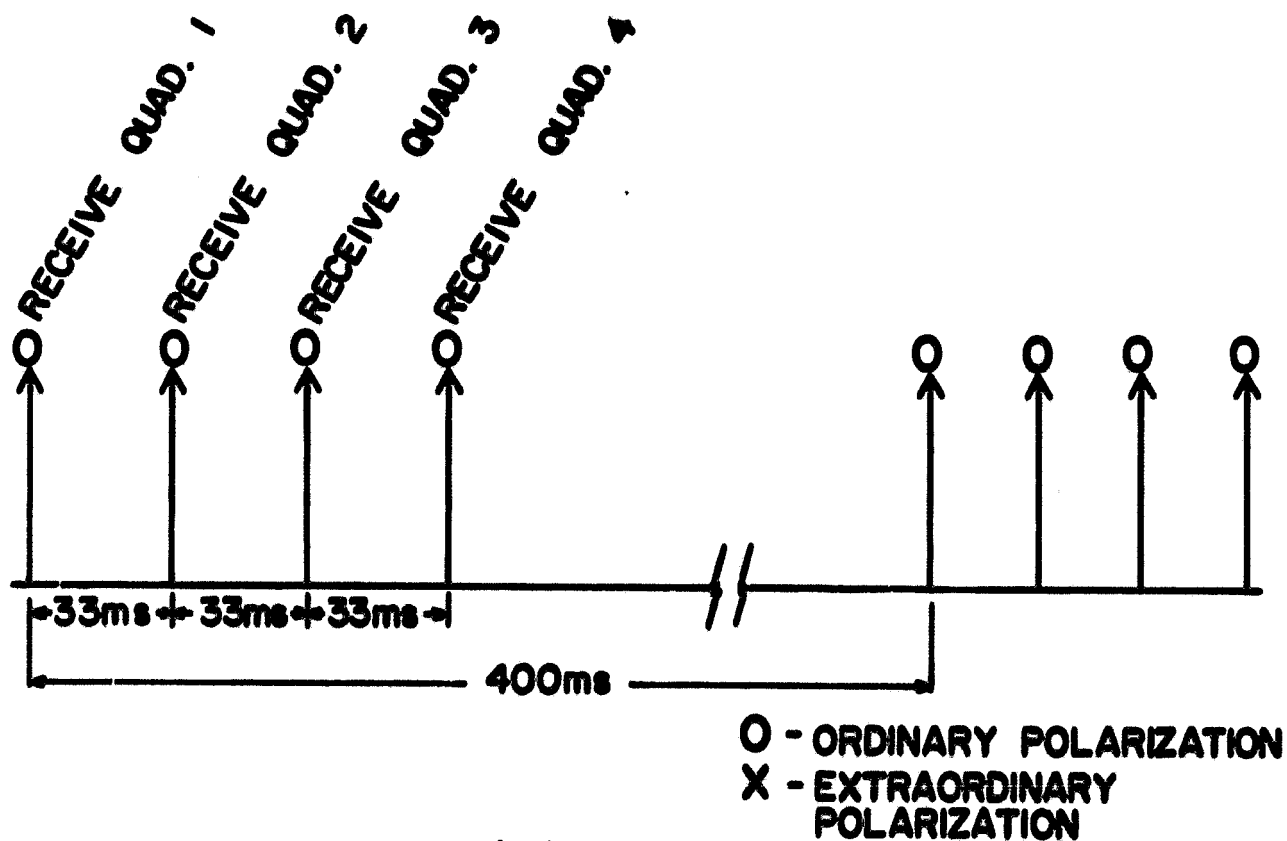 RECEIVE QUAD. 1
RECEIVE QUAD. 2
RECEIVE QUAD. 3
RECEIVE QUAD. 4
O O O O O O O O
33ms 33ms 33ms
400ms
O - ORDINARY POLARIZATION
X - EXTRAORDINARY
POLARIZATION